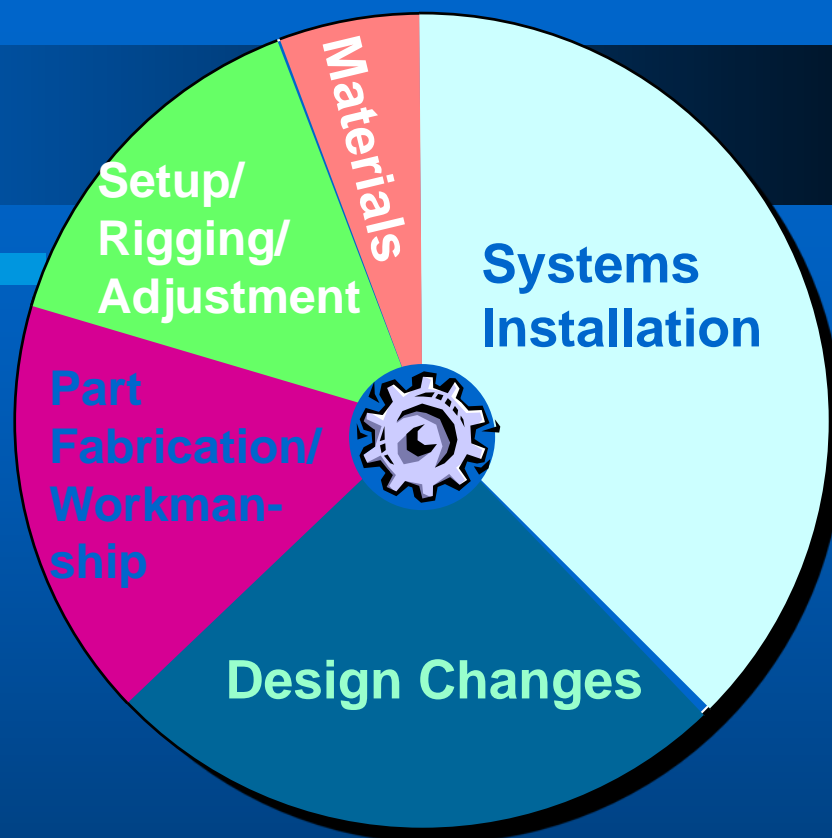 Materials
Setup/
Rigging/
Adjustment
Systems
Installation
Part
Fabrication/
Workman-
ship
Design Changes